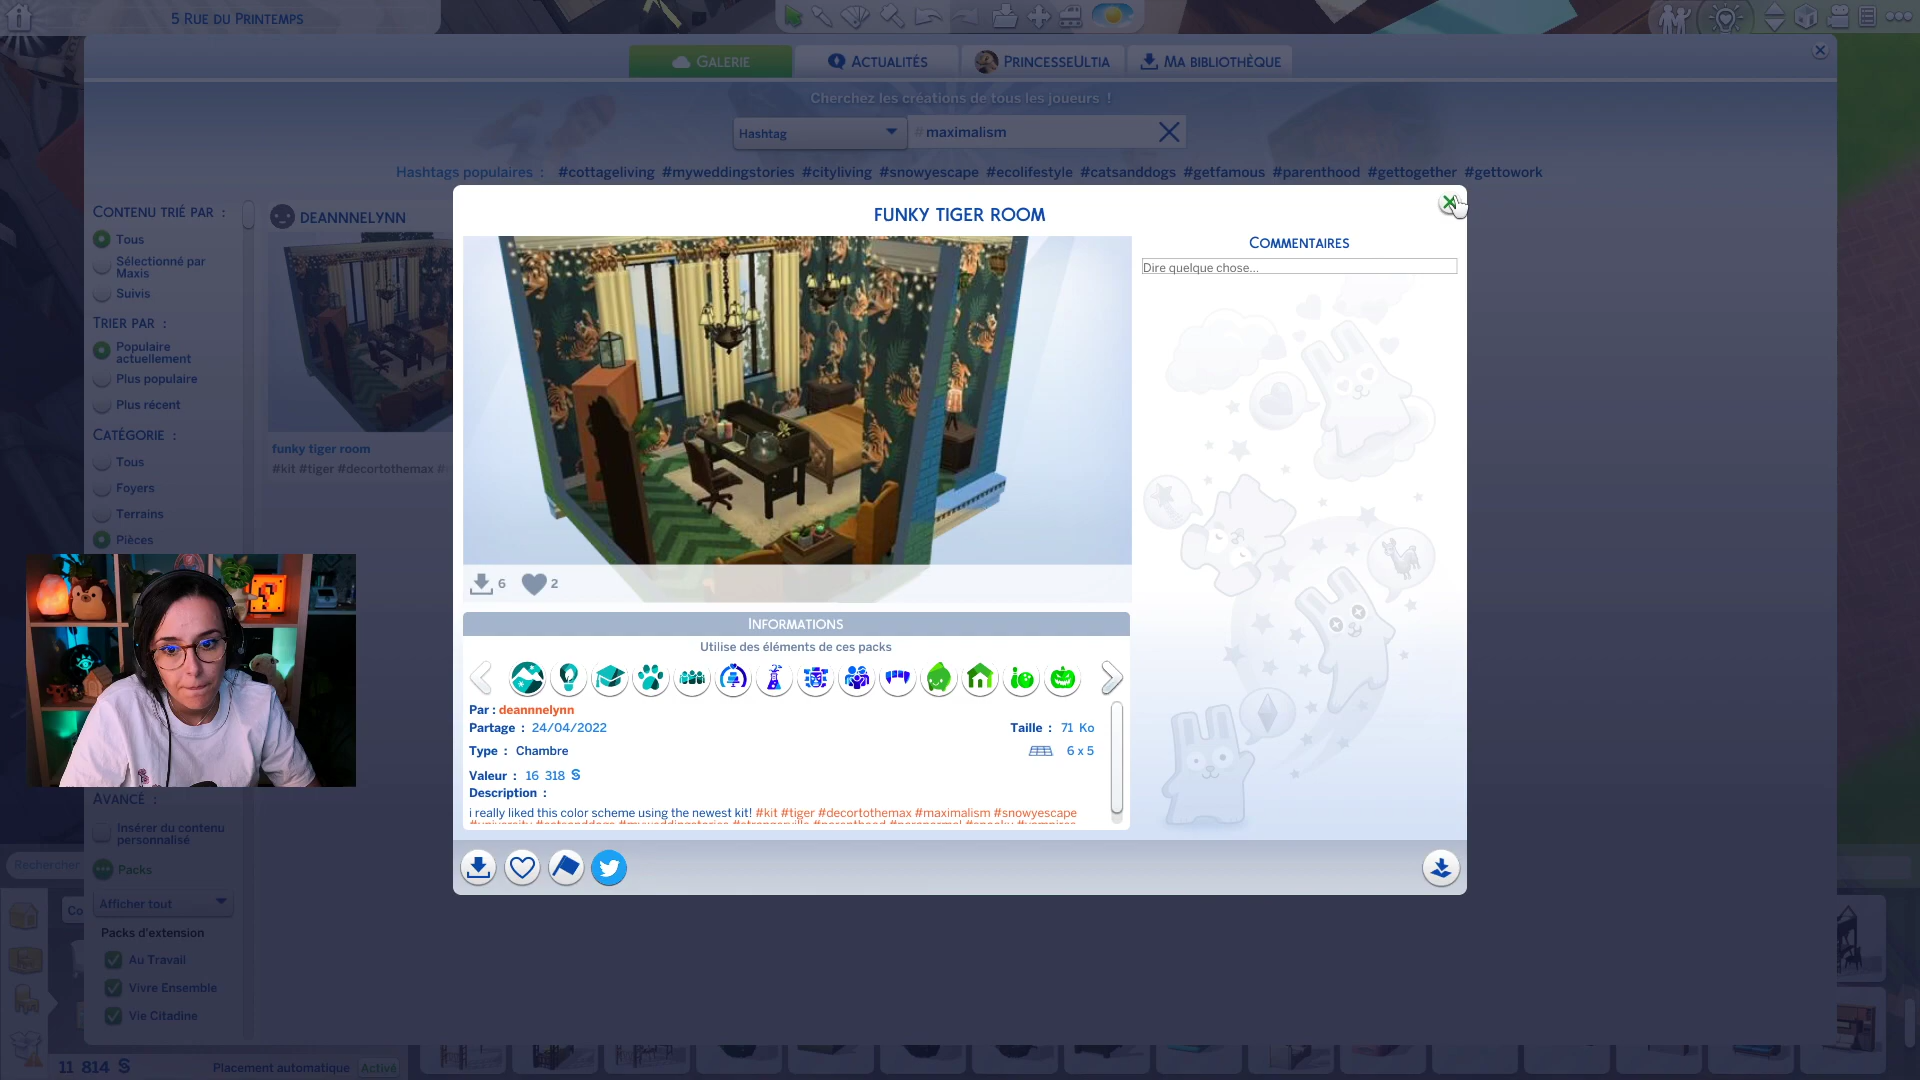 5 Rue du Printemps
Galerie
Actualités
PrincesseUltia
Ma bibliothèque
Cherchez les créations de tous les joueurs !
Hashtag
# maximalism
Hashtags populaires : #cottageliving #myweddingstories #cityliving #snowyescape #ecolifestyle #catsanddogs #getfamous #parenthood #gettogether #gettowork
Contenu trié par :
Tous
Sélectionné par
Maxis
Suivis
Trier par :
Populaire
actuellement
Plus populaire
Plus récent
Catégorie :
Tous
Foyers
Terrains
Pièces
Avancé :
Insérer du contenu
personnalisé
Packs
Afficher tout
Packs d'extension
Au Travail
Vivre Ensemble
Vie Citadine
deannnelynn
funky tiger room
#kit #tiger #decortothemax #
funky tiger room
6
2
Informations
Utilise des éléments de ces packs
Par : deannnelynn
Partage : 24/04/2022
Taille : 71 Ko
Type : Chambre
6 x 5
Valeur : 16 318 §
Description :
i really liked this color scheme using the newest kit! #kit #tiger #decortothemax #maximalism #snowyescape
Commentaires
Dire quelque chose...
Rechercher
Co
11 814 §
Placement automatique
Activé